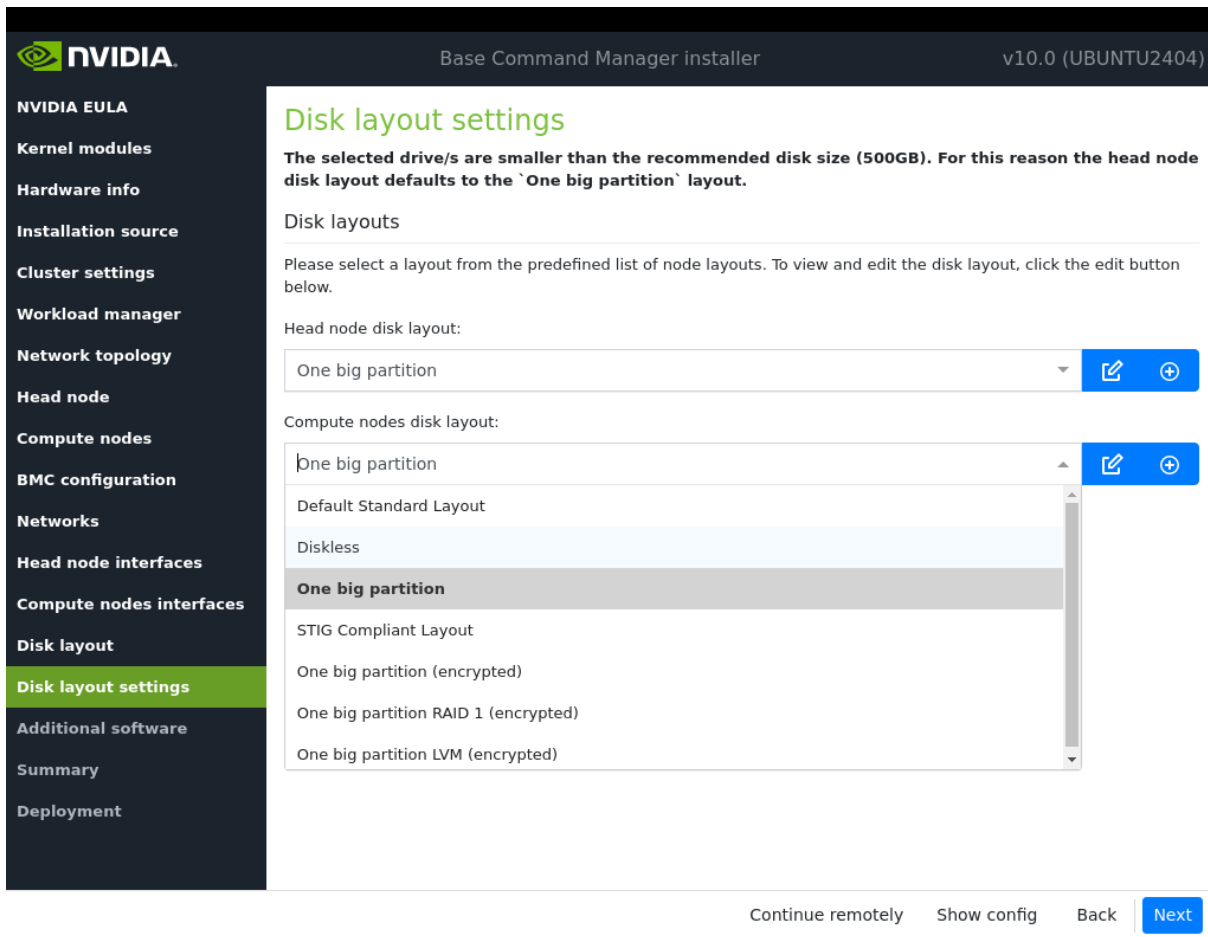 NVIDIA.
Base Command Manager installer
v10.0 (UBUNTU2404)
NVIDIA EULA
Kernel modules
Hardware info
Installation source
Cluster settings
Workload manager
Network topology
Head node
Compute nodes
BMC configuration
Networks
Head node interfaces
Compute nodes interfaces
Disk layout
Disk layout settings
Additional software
Summary
Deployment
Disk layout settings
The selected drive/s are smaller than the recommended disk size (500GB). For this reason the head node
disk layout defaults to the `One big partition` layout.
Disk layouts
Please select a layout from the predefined list of node layouts. To view and edit the disk layout, click the edit button
below.
Head node disk layout:
One big partition
Compute nodes disk layout:
One big partition
Default Standard Layout
Diskless
One big partition
STIG Compliant Layout
One big partition (encrypted)
One big partition RAID 1 (encrypted)
One big partition LVM (encrypted)
Continue remotely
Show config
Back
Next